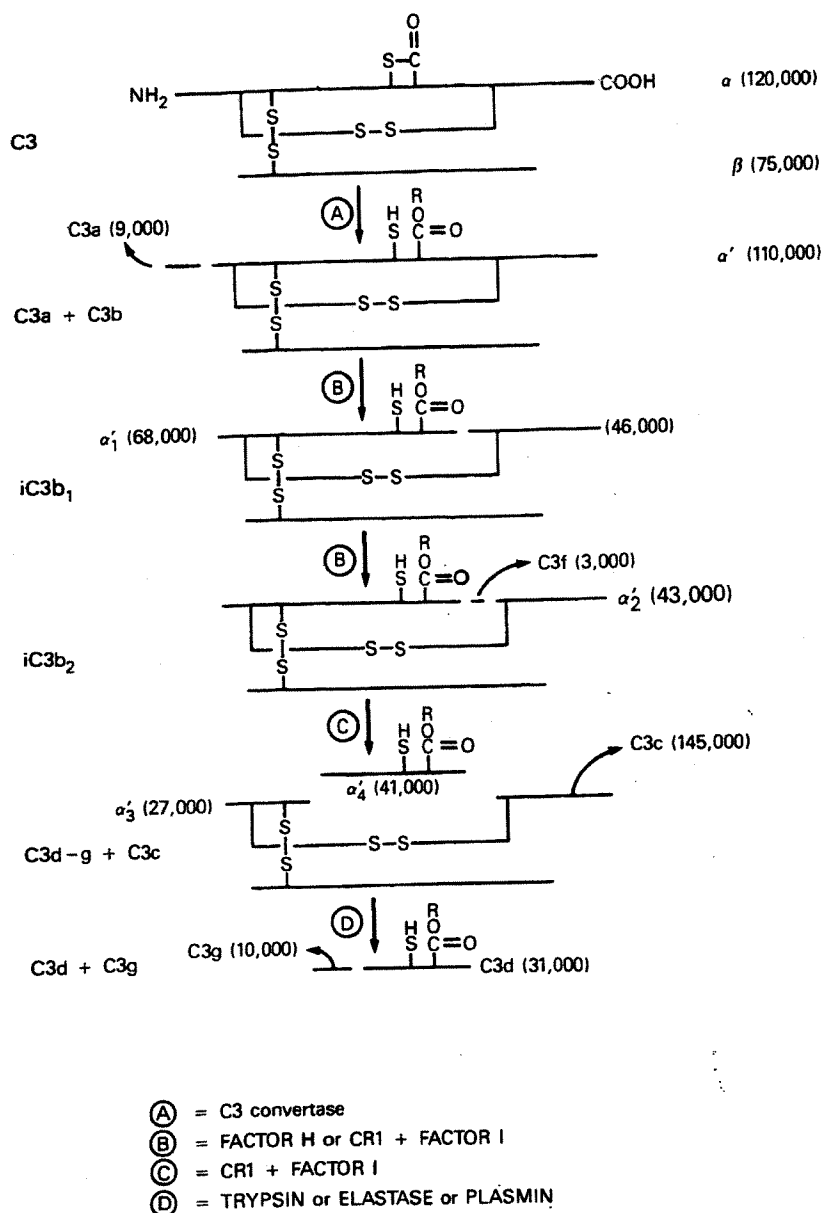 O
S-C
NH₂
COOH
α (120,000)
S
S
S-S
C3
β (75,000)
A
H
S
R
O
C=O
C3a (9,000)
α′ (110,000)
S
S
S-S
C3a + C3b
B
H
S
R
O
C=O
α′₁ (68,000)
(46,000)
S
S
S-S
iC3b₁
B
H
S
R
O
C=O
C3f (3,000)
α′₂ (43,000)
S
S
S-S
iC3b₂
C
H
S
R
O
C=O
C3c (145,000)
α′₄ (41,000)
α′₃ (27,000)
S
S
S-S
C3d-g + C3c
D
H
S
R
O
C=O
C3g (10,000)
C3d + C3g
C3d (31,000)
A = C3 convertase
B = FACTOR H or CR1 + FACTOR I
C = CR1 + FACTOR I
D = TRYPSIN or ELASTASE or PLASMIN